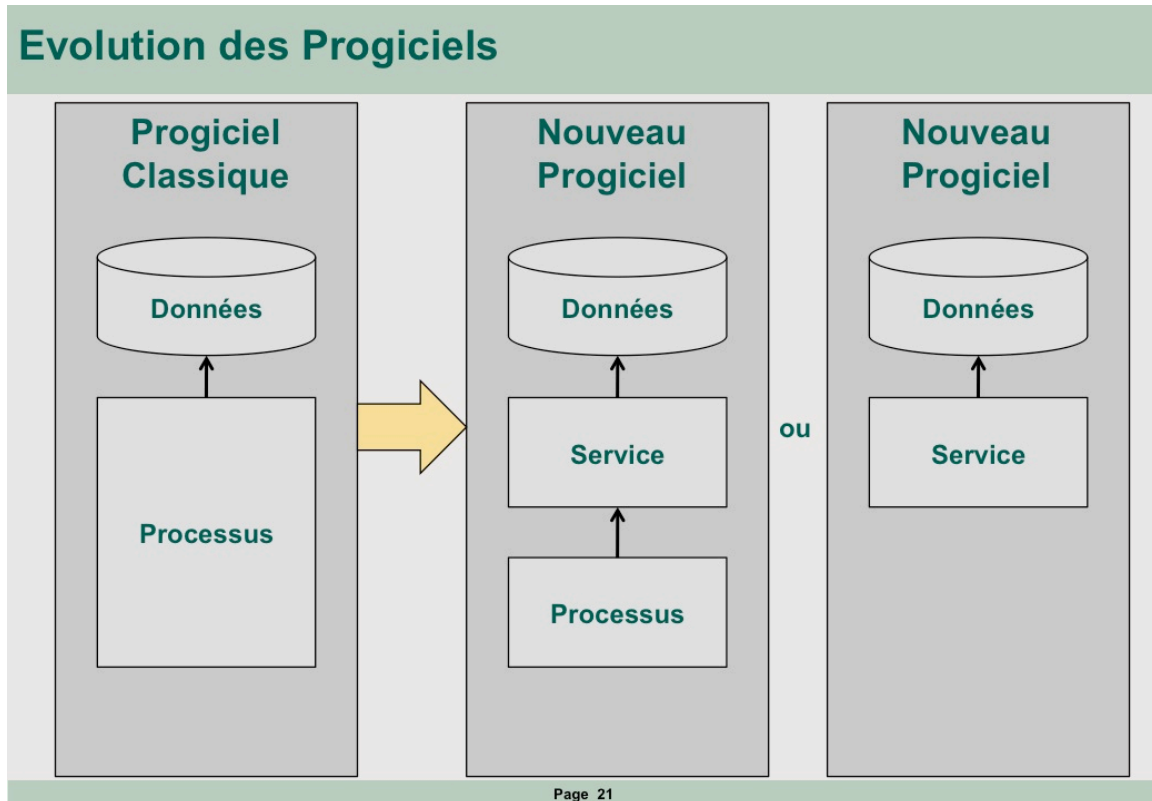 Evolution des Progiciels
Progiciel
Classique
Données
Processus
Nouveau
Progiciel
Données
Service
Processus
ou
Nouveau
Progiciel
Données
Service
Page 21